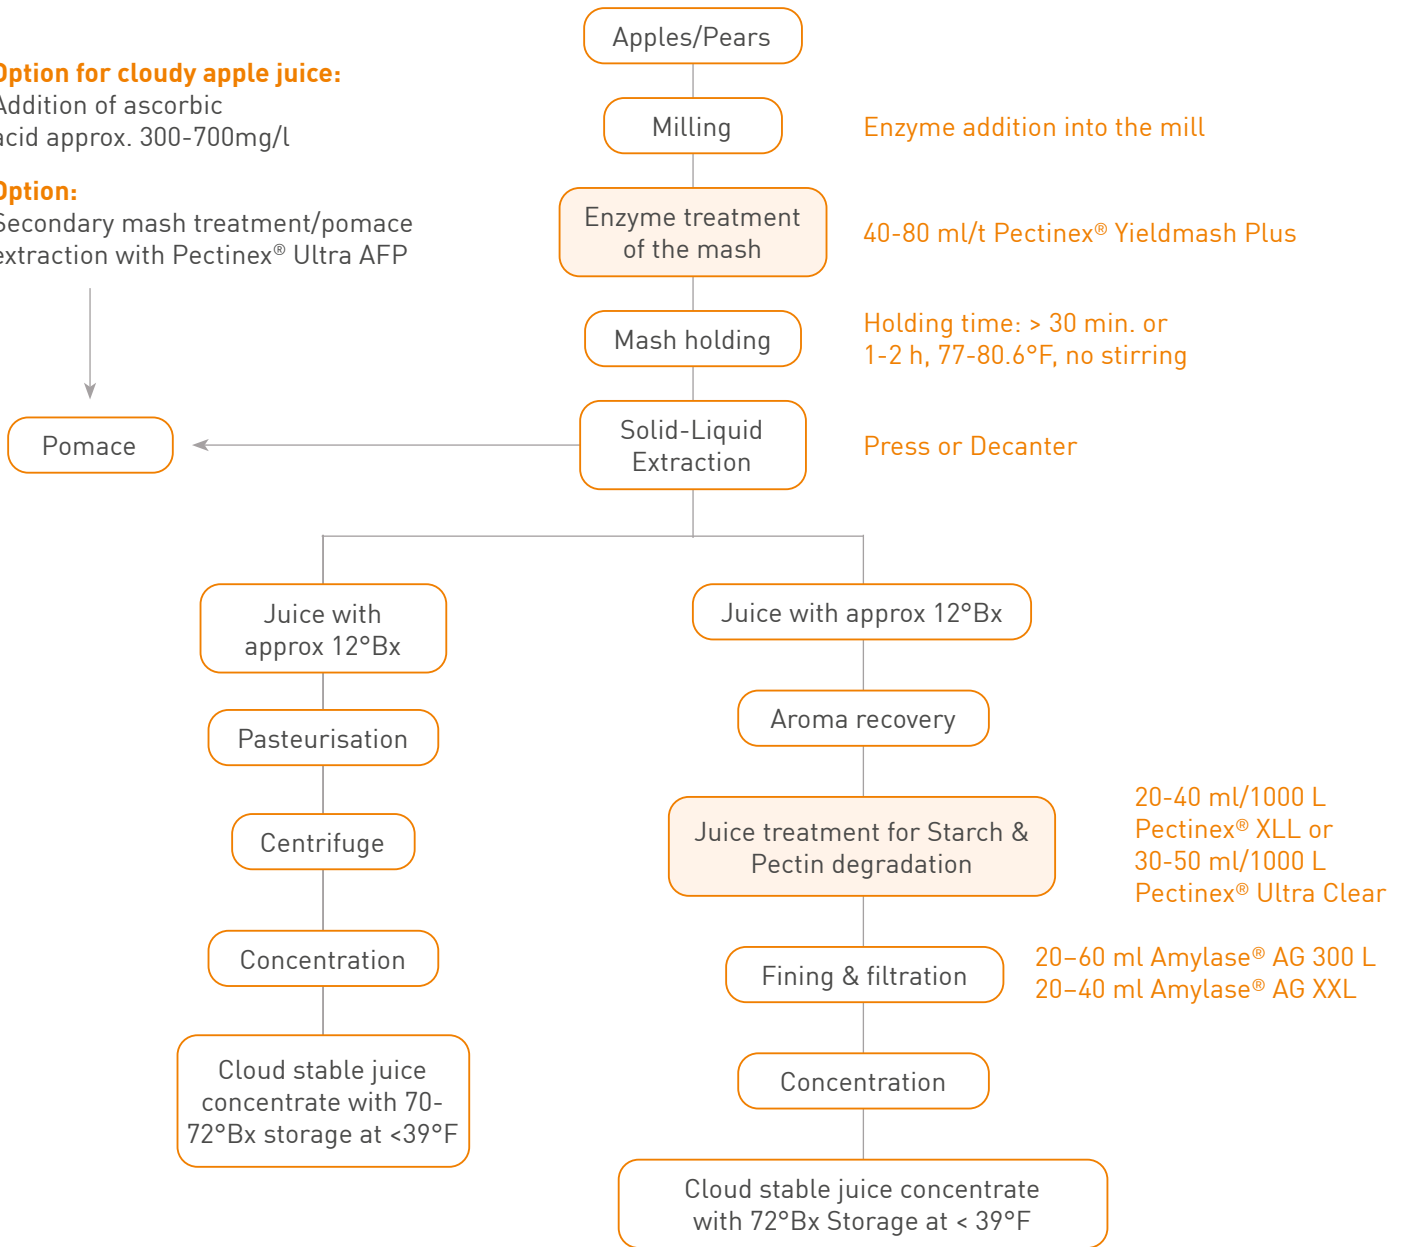 Apples/Pears
Option for cloudy apple juice:
Addition of ascorbic
acid approx. 300-700mg/l
Milling
Enzyme addition into the mill
Option:
Secondary mash treatment/pomace
extraction with Pectinex® Ultra AFP
Enzyme treatment
of the mash
40-80 ml/t Pectinex® Yieldmash Plus
Mash holding
Holding time: > 30 min. or
1-2 h, 77-80.6°F, no stirring
Pomace
Solid-Liquid
Extraction
Press or Decanter
Juice with
approx 12°Bx
Pasteurisation
Centrifuge
Concentration
Cloud stable juice
concentrate with 70-
72°Bx storage at <39°F
Juice with approx 12°Bx
Aroma recovery
Juice treatment for Starch &
Pectin degradation
20-40 ml/1000 L
Pectinex® XLL or
30-50 ml/1000 L
Pectinex® Ultra Clear
Fining & filtration
20–60 ml Amylase® AG 300 L
20–40 ml Amylase® AG XXL
Concentration
Cloud stable juice concentrate
with 72°Bx Storage at < 39°F